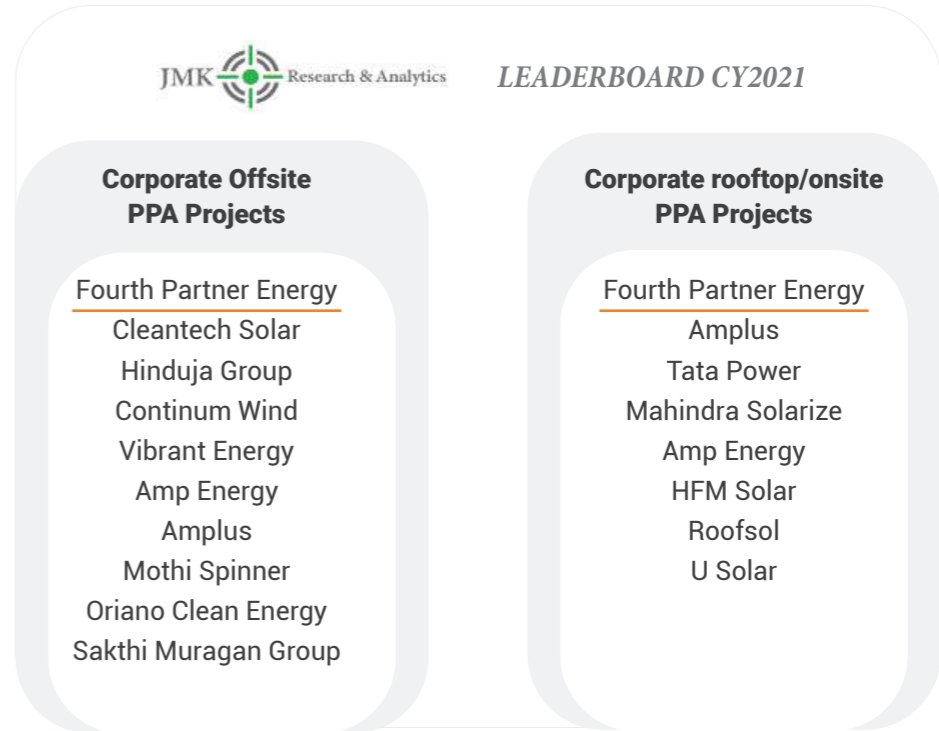 JMK Research & Analytics
LEADERBOARD CY2021
Corporate Offsite
PPA Projects
Fourth Partner Energy
Cleantech Solar
Hinduja Group
Continum Wind
Vibrant Energy
Amp Energy
Amplus
Mothi Spinner
Oriano Clean Energy
Sakthi Muragan Group
Corporate rooftop/onsite
PPA Projects
Fourth Partner Energy
Amplus
Tata Power
Mahindra Solarize
Amp Energy
HFM Solar
Roofsol
U Solar